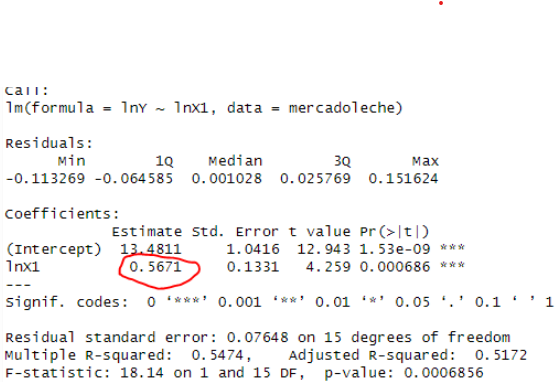 Call:
lm(formula = lnY ~ lnX1, data = mercadoleche)
Residuals:
Min 1Q Median 3Q Max
-0.113269 -0.064585 0.001028 0.025769 0.151624
Coefficients:
Estimate Std. Error t value Pr(>|t|)
(Intercept) 13.4811 1.0416 12.943 1.53e-09 ***
lnX1 0.5671 0.1331 4.259 0.000686 ***
---
Signif. codes: 0 ‘***’ 0.001 ‘**’ 0.01 ‘*’ 0.05 ‘.’ 0.1 ‘ ’ 1
Residual standard error: 0.07648 on 15 degrees of freedom
Multiple R-squared: 0.5474, Adjusted R-squared: 0.5172
F-statistic: 18.14 on 1 and 15 DF, p-value: 0.0006856